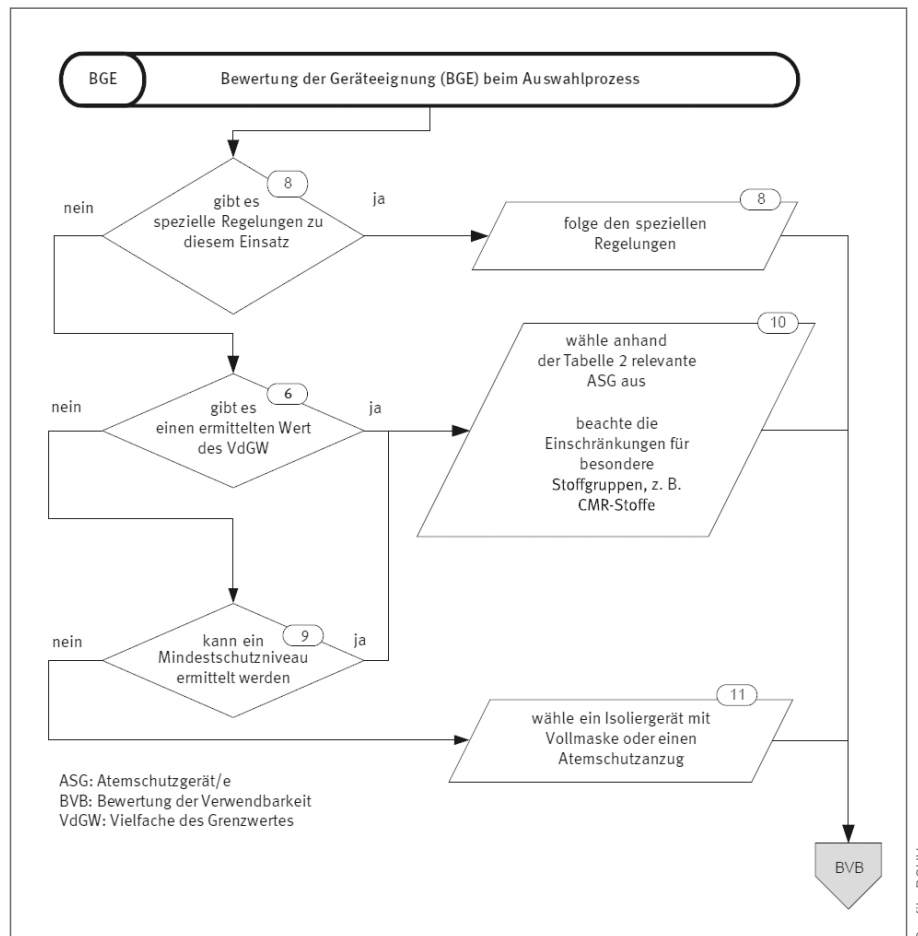 BGE
Bewertung der Geräteeignung (BGE) beim Auswahlprozess
8
gibt es
spezielle Regelungen zu
diesem Einsatz
nein
ja
8
folge den speziellen
Regelungen
6
gibt es
einen ermittelten Wert
des VdGW
nein
ja
10
wähle anhand
der Tabelle 2 relevante
ASG aus
beachte die
Einschränkungen für
besondere
Stoffgruppen, z. B.
CMR-Stoffe
9
kann ein
Mindestschutzniveau
ermittelt werden
nein
ja
11
wähle ein Isoliergerät mit
Vollmaske oder einen
Atemschutzanzug
ASG: Atemschutzgerät/e
BVB: Bewertung der Verwendbarkeit
VdGW: Vielfache des Grenzwertes
BVB